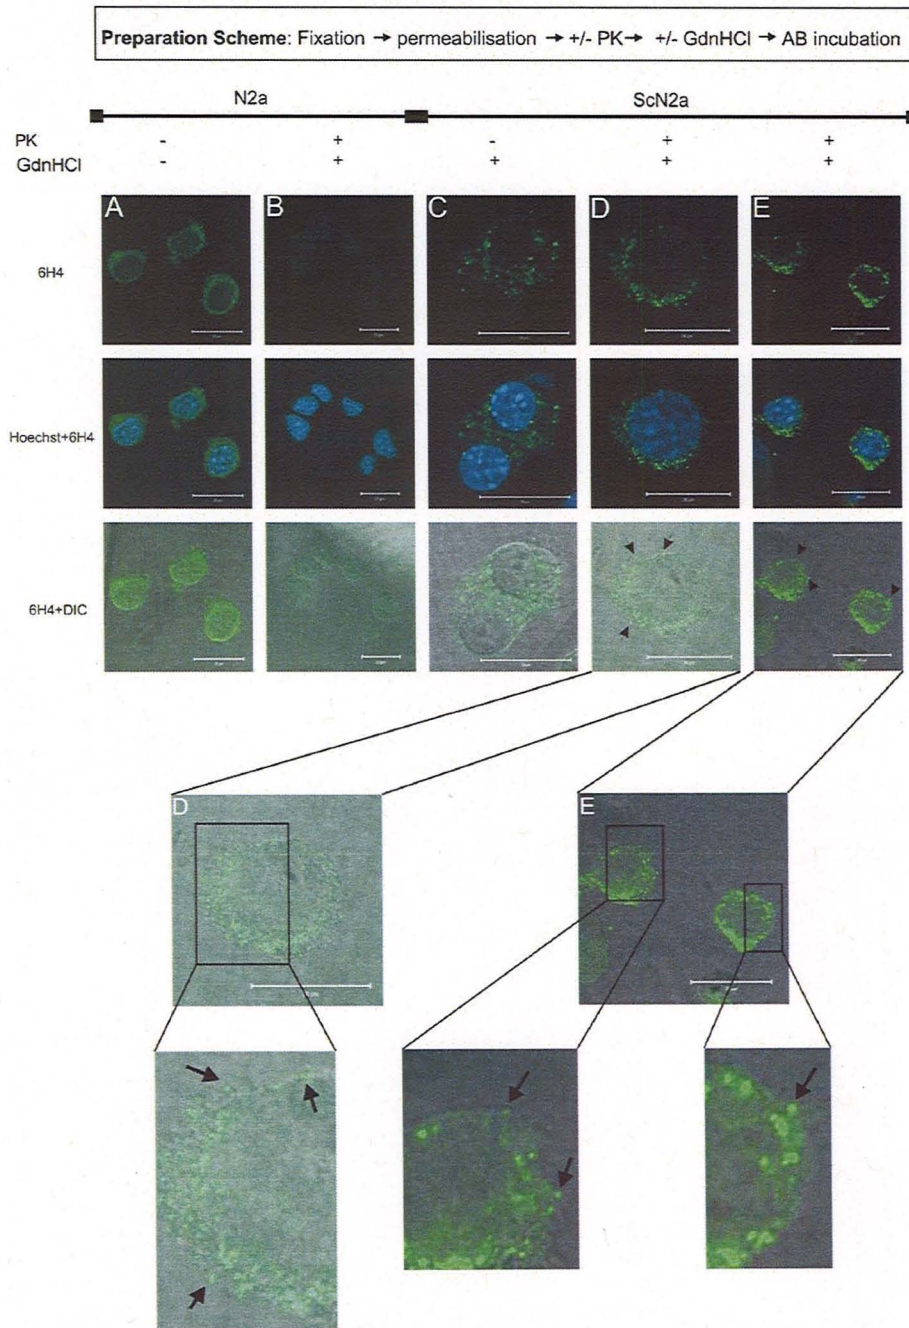 Preparation Scheme: Fixation → permeabilisation → +/- PK → +/- GdnHCl → AB incubation
N2a ScN2a
PK - + - + +
GdnHCl - + + + +
A B C D E
6H4
Hoechst+6H4
6H4+DIC
D E